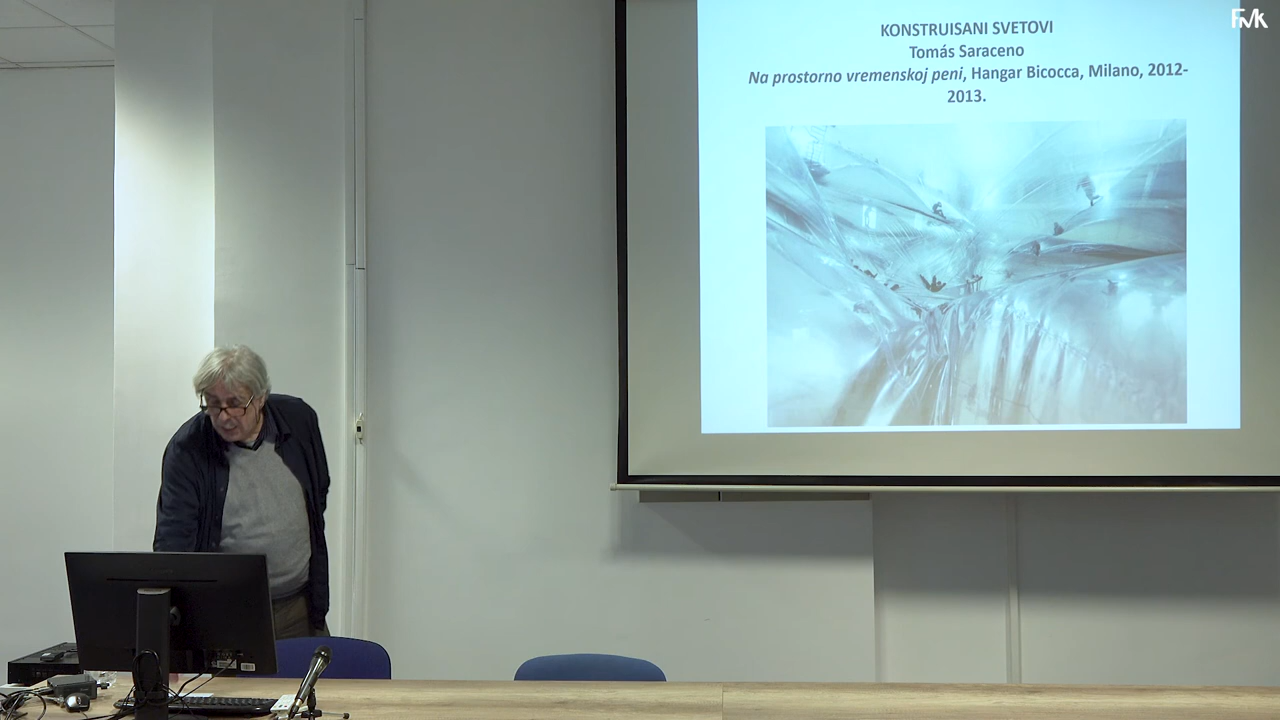 FMK
KONSTRUISANI SVETOVI
Tomás Saraceno
Na prostorno vremenskoj peni, Hangar Bicocca, Milano, 2012-
2013.